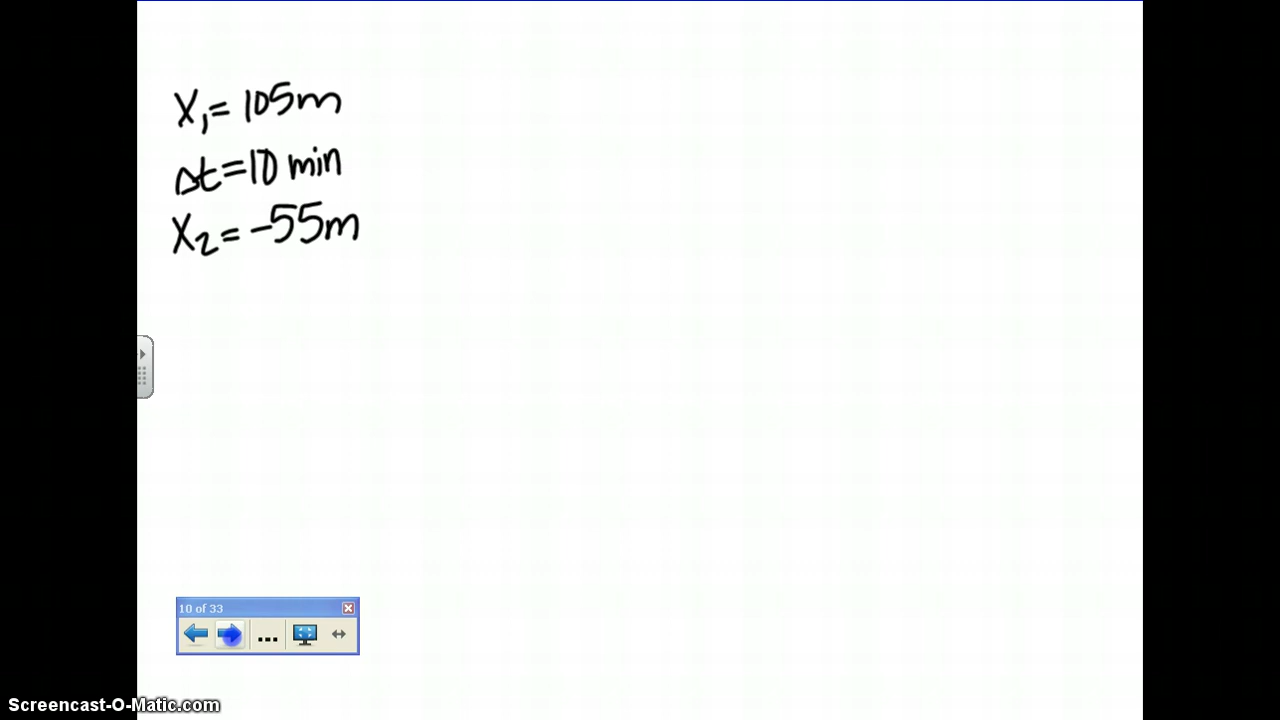 X₁ = 105m
Δt = 10 min
X₂ = -55m
10 of 33
...
Screencast-O-Matic.com